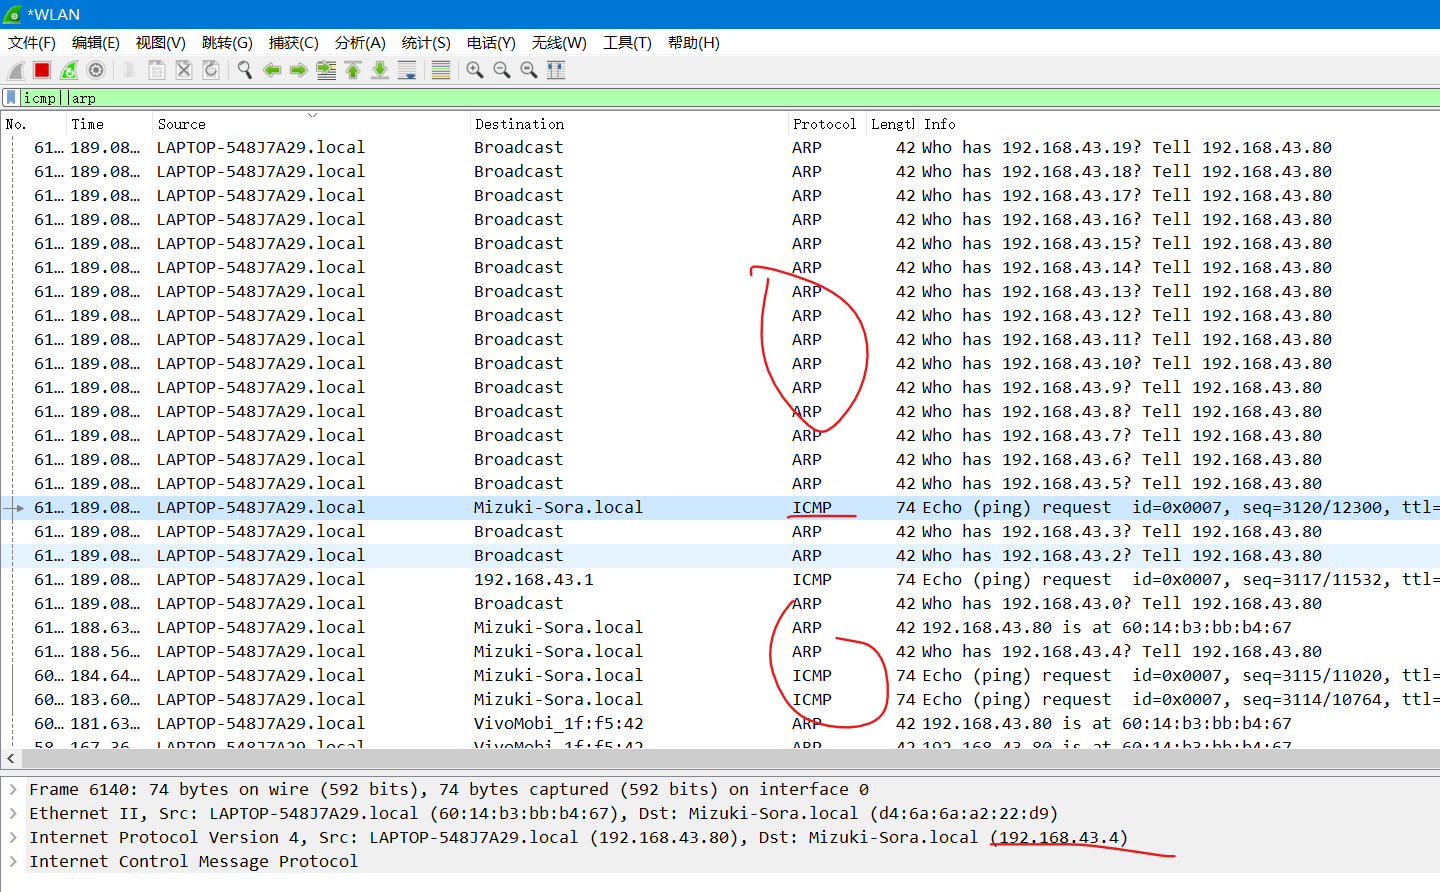 *WLAN
文件(F) 编辑(E) 视图(V) 跳转(G) 捕获(C) 分析(A) 统计(S) 电话(Y) 无线(W) 工具(T) 帮助(H)
icmp||arp
No. Time Source Destination Protocol Length Info
61… 189.08… LAPTOP-548J7A29.local Broadcast ARP 42 Who has 192.168.43.19? Tell 192.168.43.80
61… 189.08… LAPTOP-548J7A29.local Broadcast ARP 42 Who has 192.168.43.18? Tell 192.168.43.80
61… 189.08… LAPTOP-548J7A29.local Broadcast ARP 42 Who has 192.168.43.17? Tell 192.168.43.80
61… 189.08… LAPTOP-548J7A29.local Broadcast ARP 42 Who has 192.168.43.16? Tell 192.168.43.80
61… 189.08… LAPTOP-548J7A29.local Broadcast ARP 42 Who has 192.168.43.15? Tell 192.168.43.80
61… 189.08… LAPTOP-548J7A29.local Broadcast ARP 42 Who has 192.168.43.14? Tell 192.168.43.80
61… 189.08… LAPTOP-548J7A29.local Broadcast ARP 42 Who has 192.168.43.13? Tell 192.168.43.80
61… 189.08… LAPTOP-548J7A29.local Broadcast ARP 42 Who has 192.168.43.12? Tell 192.168.43.80
61… 189.08… LAPTOP-548J7A29.local Broadcast ARP 42 Who has 192.168.43.11? Tell 192.168.43.80
61… 189.08… LAPTOP-548J7A29.local Broadcast ARP 42 Who has 192.168.43.10? Tell 192.168.43.80
61… 189.08… LAPTOP-548J7A29.local Broadcast ARP 42 Who has 192.168.43.9? Tell 192.168.43.80
61… 189.08… LAPTOP-548J7A29.local Broadcast ARP 42 Who has 192.168.43.8? Tell 192.168.43.80
61… 189.08… LAPTOP-548J7A29.local Broadcast ARP 42 Who has 192.168.43.7? Tell 192.168.43.80
61… 189.08… LAPTOP-548J7A29.local Broadcast ARP 42 Who has 192.168.43.6? Tell 192.168.43.80
61… 189.08… LAPTOP-548J7A29.local Broadcast ARP 42 Who has 192.168.43.5? Tell 192.168.43.80
61… 189.08… LAPTOP-548J7A29.local Mizuki-Sora.local ICMP 74 Echo (ping) request id=0x0007, seq=3120/12300, ttl=
61… 189.08… LAPTOP-548J7A29.local Broadcast ARP 42 Who has 192.168.43.3? Tell 192.168.43.80
61… 189.08… LAPTOP-548J7A29.local Broadcast ARP 42 Who has 192.168.43.2? Tell 192.168.43.80
61… 189.08… LAPTOP-548J7A29.local 192.168.43.1 ICMP 74 Echo (ping) request id=0x0007, seq=3117/11532, ttl=
61… 189.08… LAPTOP-548J7A29.local Broadcast ARP 42 Who has 192.168.43.0? Tell 192.168.43.80
61… 188.63… LAPTOP-548J7A29.local Mizuki-Sora.local ARP 42 192.168.43.80 is at 60:14:b3:bb:b4:67
61… 188.56… LAPTOP-548J7A29.local Mizuki-Sora.local ARP 42 Who has 192.168.43.4? Tell 192.168.43.80
60… 184.64… LAPTOP-548J7A29.local Mizuki-Sora.local ICMP 74 Echo (ping) request id=0x0007, seq=3115/11020, ttl=
60… 183.60… LAPTOP-548J7A29.local Mizuki-Sora.local ICMP 74 Echo (ping) request id=0x0007, seq=3114/10764, ttl=
60… 181.63… LAPTOP-548J7A29.local VivoMobi_1f:f5:42 ARP 42 192.168.43.80 is at 60:14:b3:bb:b4:67
58… 167.36… LAPTOP-548J7A29.local VivoMobi_1f:f5:42 ARP 42 192.168.43.80 is at 60:14:b3:bb:b4:67
Frame 6140: 74 bytes on wire (592 bits), 74 bytes captured (592 bits) on interface 0
Ethernet II, Src: LAPTOP-548J7A29.local (60:14:b3:bb:b4:67), Dst: Mizuki-Sora.local (d4:6a:6a:a2:22:d9)
Internet Protocol Version 4, Src: LAPTOP-548J7A29.local (192.168.43.80), Dst: Mizuki-Sora.local (192.168.43.4)
Internet Control Message Protocol